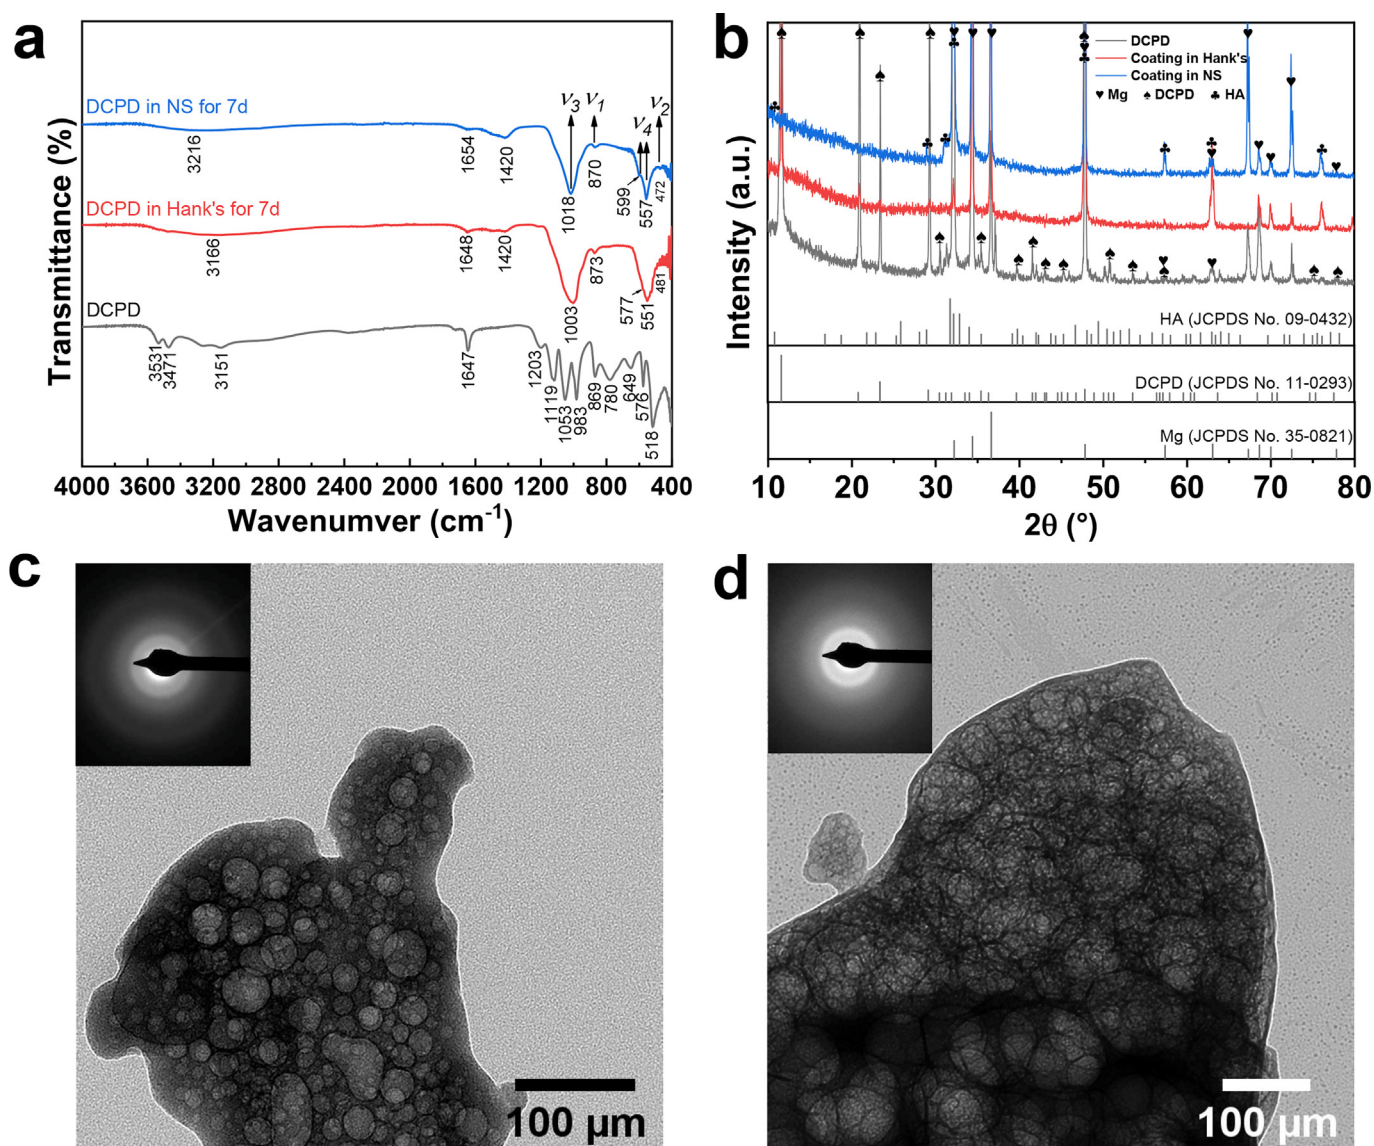 a
Transmittance (%)
DCPD in NS for 7d
3216
1654
1420
1018
870
599
557
472
ν3
ν1
ν4
ν2
DCPD in Hank's for 7d
3166
1648
1420
1003
873
577
551
481
DCPD
3531
3471
3151
1647
1203
1119
1053
983
869
780
649
576
518
4000 3600 3200 2800 2400 2000 1600 1200 800 400
Wavenumver (cm-1)
b
Intensity (a.u.)
DCPD
Coating in Hank's
Coating in NS
♥ Mg ♠ DCPD ♣ HA
HA (JCPDS No. 09-0432)
DCPD (JCPDS No. 11-0293)
Mg (JCPDS No. 35-0821)
10 20 30 40 50 60 70 80
2θ (°)
c
100 µm
d
100 µm